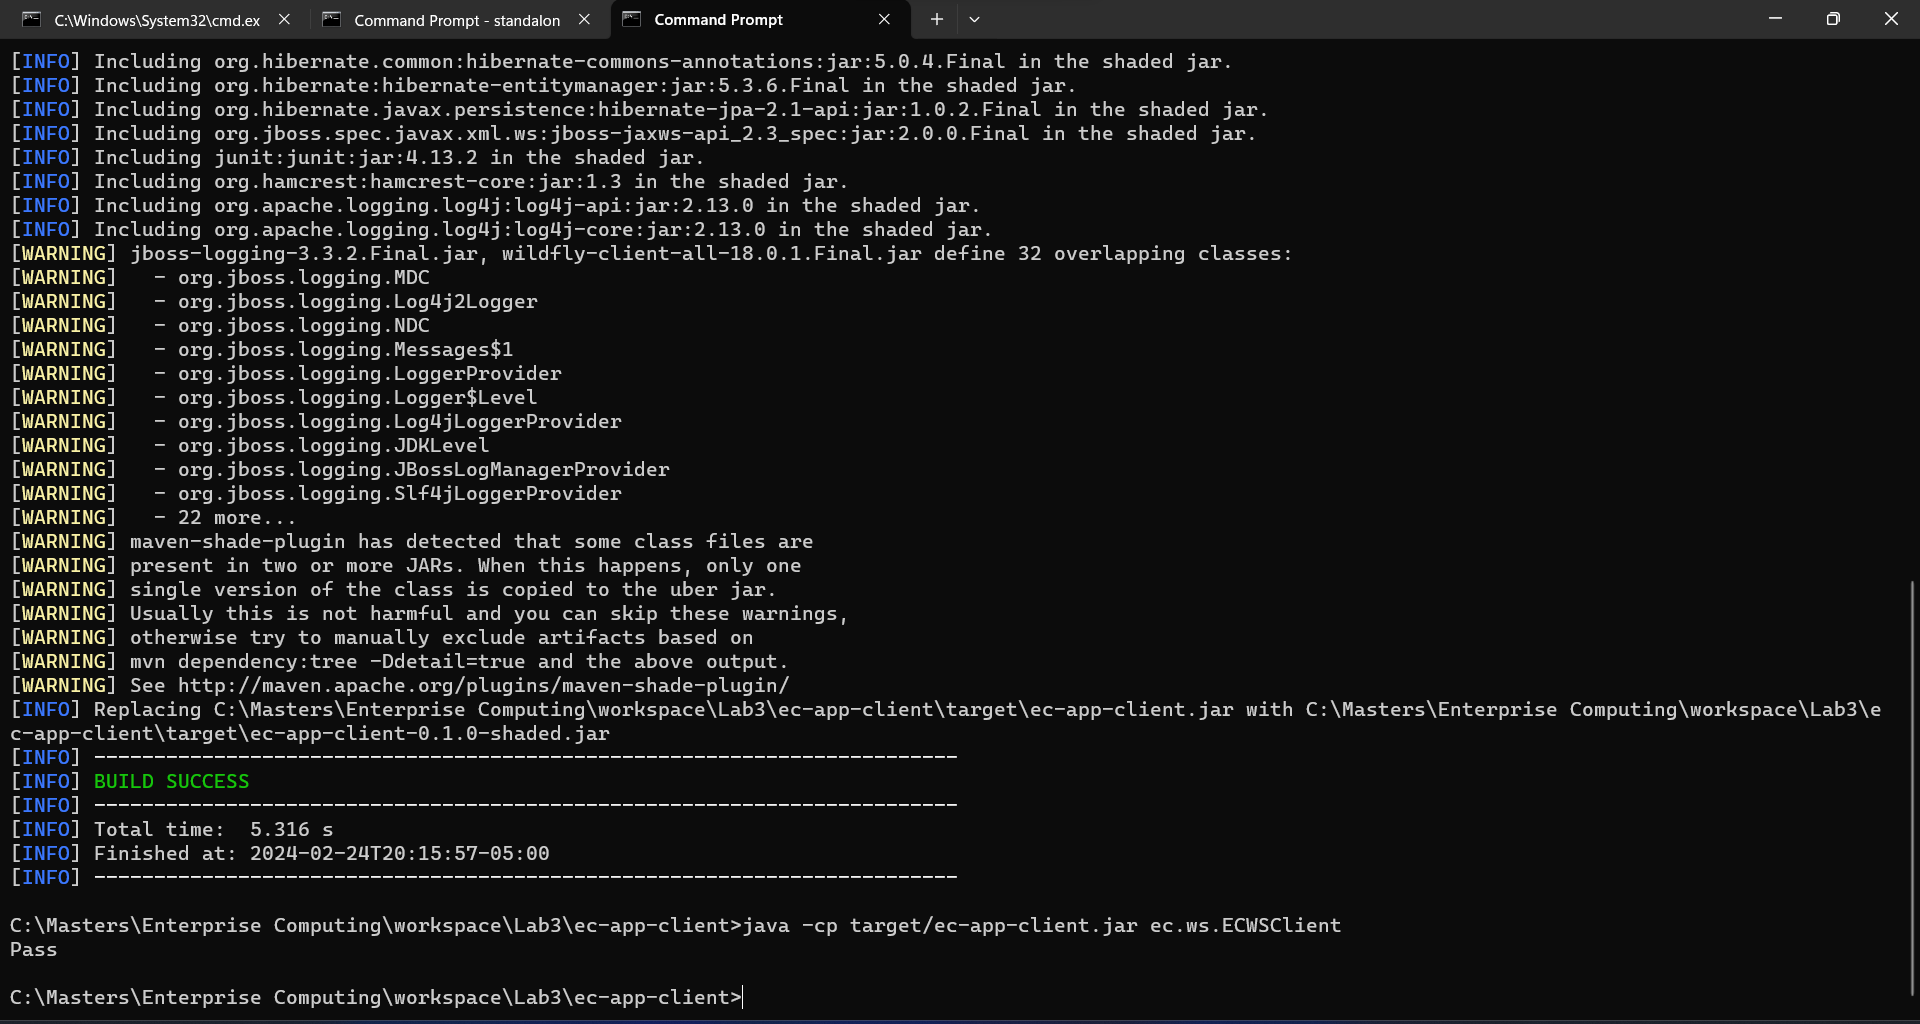 C:\Windows\System32\cmd.ex
Command Prompt - standalon
Command Prompt
[INFO] Including org.hibernate.common:hibernate-commons-annotations:jar:5.0.4.Final in the shaded jar.
[INFO] Including org.hibernate:hibernate-entitymanager:jar:5.3.6.Final in the shaded jar.
[INFO] Including org.hibernate.javax.persistence:hibernate-jpa-2.1-api:jar:1.0.2.Final in the shaded jar.
[INFO] Including org.jboss.spec.javax.xml.ws:jboss-jaxws-api_2.3_spec:jar:2.0.0.Final in the shaded jar.
[INFO] Including junit:junit:jar:4.13.2 in the shaded jar.
[INFO] Including org.hamcrest:hamcrest-core:jar:1.3 in the shaded jar.
[INFO] Including org.apache.logging.log4j:log4j-api:jar:2.13.0 in the shaded jar.
[INFO] Including org.apache.logging.log4j:log4j-core:jar:2.13.0 in the shaded jar.
[WARNING] jboss-logging-3.3.2.Final.jar, wildfly-client-all-18.0.1.Final.jar define 32 overlapping classes:
[WARNING]   - org.jboss.logging.MDC
[WARNING]   - org.jboss.logging.Log4j2Logger
[WARNING]   - org.jboss.logging.NDC
[WARNING]   - org.jboss.logging.Messages$1
[WARNING]   - org.jboss.logging.LoggerProvider
[WARNING]   - org.jboss.logging.Logger$Level
[WARNING]   - org.jboss.logging.Log4jLoggerProvider
[WARNING]   - org.jboss.logging.JDKLevel
[WARNING]   - org.jboss.logging.JBossLogManagerProvider
[WARNING]   - org.jboss.logging.Slf4jLoggerProvider
[WARNING]   - 22 more...
[WARNING] maven-shade-plugin has detected that some class files are
[WARNING] present in two or more JARs. When this happens, only one
[WARNING] single version of the class is copied to the uber jar.
[WARNING] Usually this is not harmful and you can skip these warnings,
[WARNING] otherwise try to manually exclude artifacts based on
[WARNING] mvn dependency:tree -Ddetail=true and the above output.
[WARNING] See http://maven.apache.org/plugins/maven-shade-plugin/
[INFO] Replacing C:\Masters\Enterprise Computing\workspace\Lab3\ec-app-client\target\ec-app-client.jar with C:\Masters\Enterprise Computing\workspace\Lab3\e
c-app-client\target\ec-app-client-0.1.0-shaded.jar
[INFO] ------------------------------------------------------------------------
[INFO] BUILD SUCCESS
[INFO] ------------------------------------------------------------------------
[INFO] Total time:  5.316 s
[INFO] Finished at: 2024-02-24T20:15:57-05:00
[INFO] ------------------------------------------------------------------------
C:\Masters\Enterprise Computing\workspace\Lab3\ec-app-client>java -cp target/ec-app-client.jar ec.ws.ECWSClient
Pass
C:\Masters\Enterprise Computing\workspace\Lab3\ec-app-client>